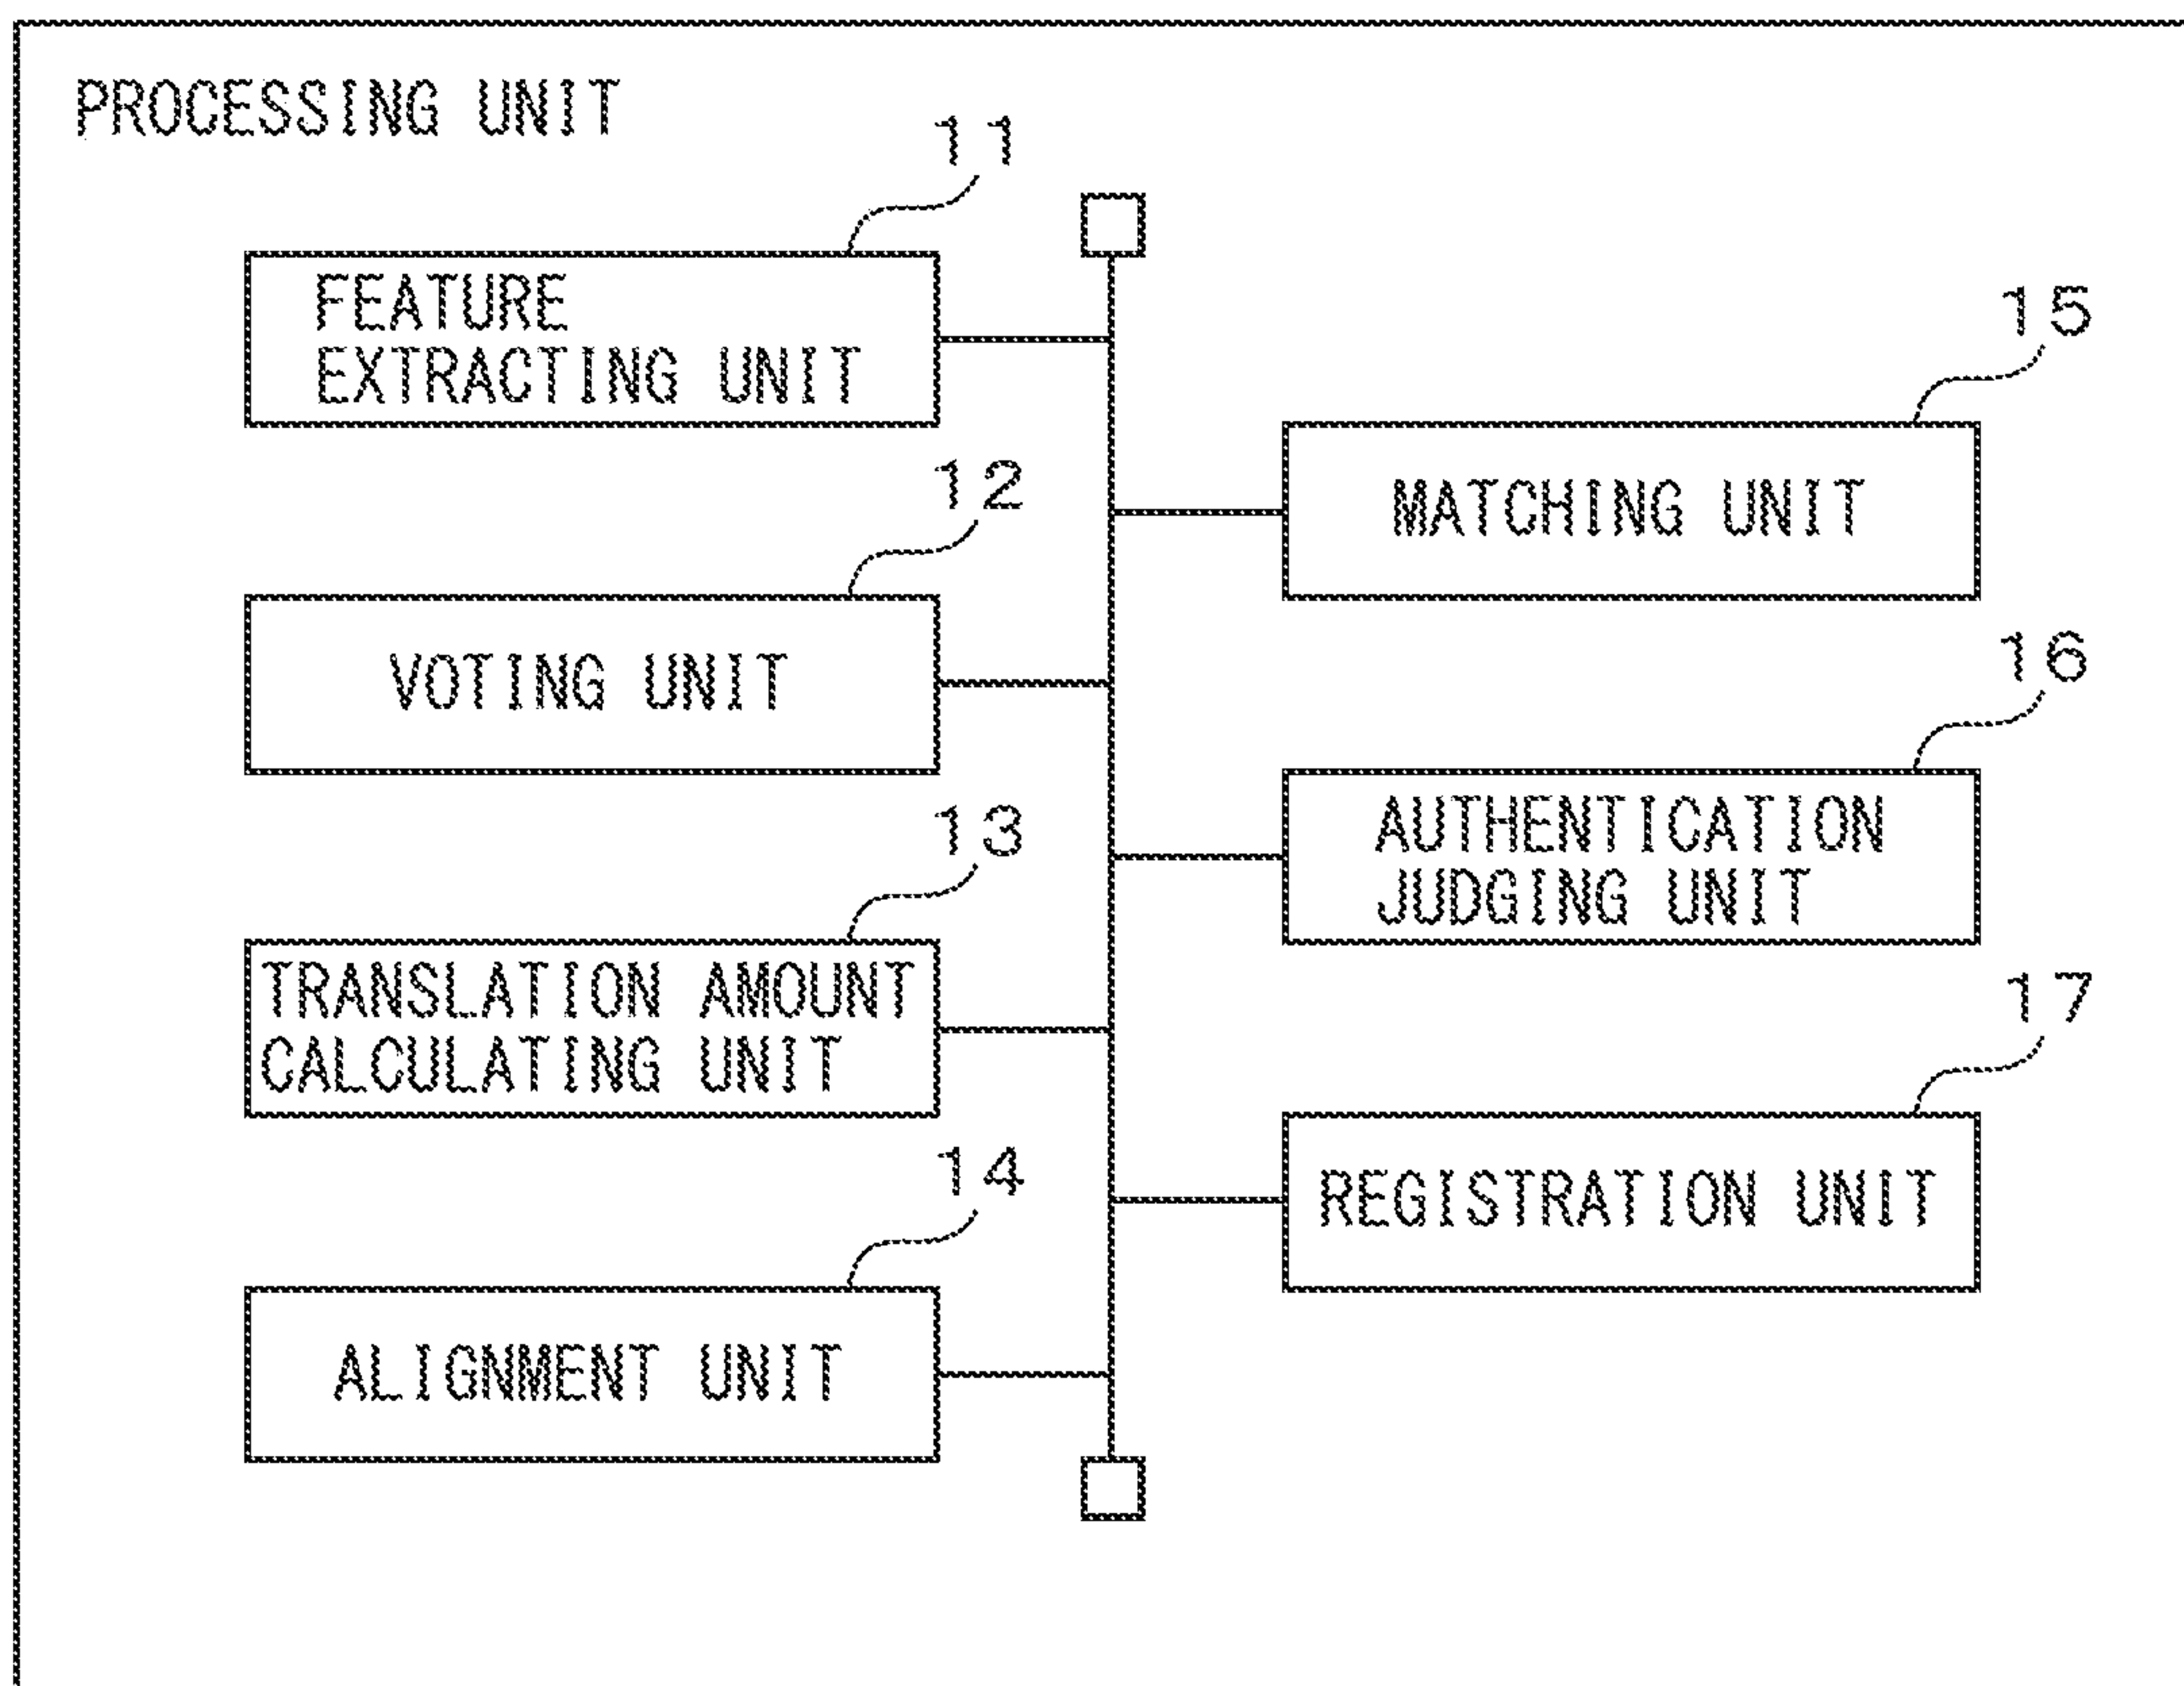 PROCESSING UNIT
11
FEATURE
EXTRACTING UNIT
12
VOTING UNIT
13
TRANSLATION AMOUNT
CALCULATING UNIT
14
ALIGNMENT UNIT
15
MATCHING UNIT
16
AUTHENTICATION
JUDGING UNIT
17
REGISTRATION UNIT